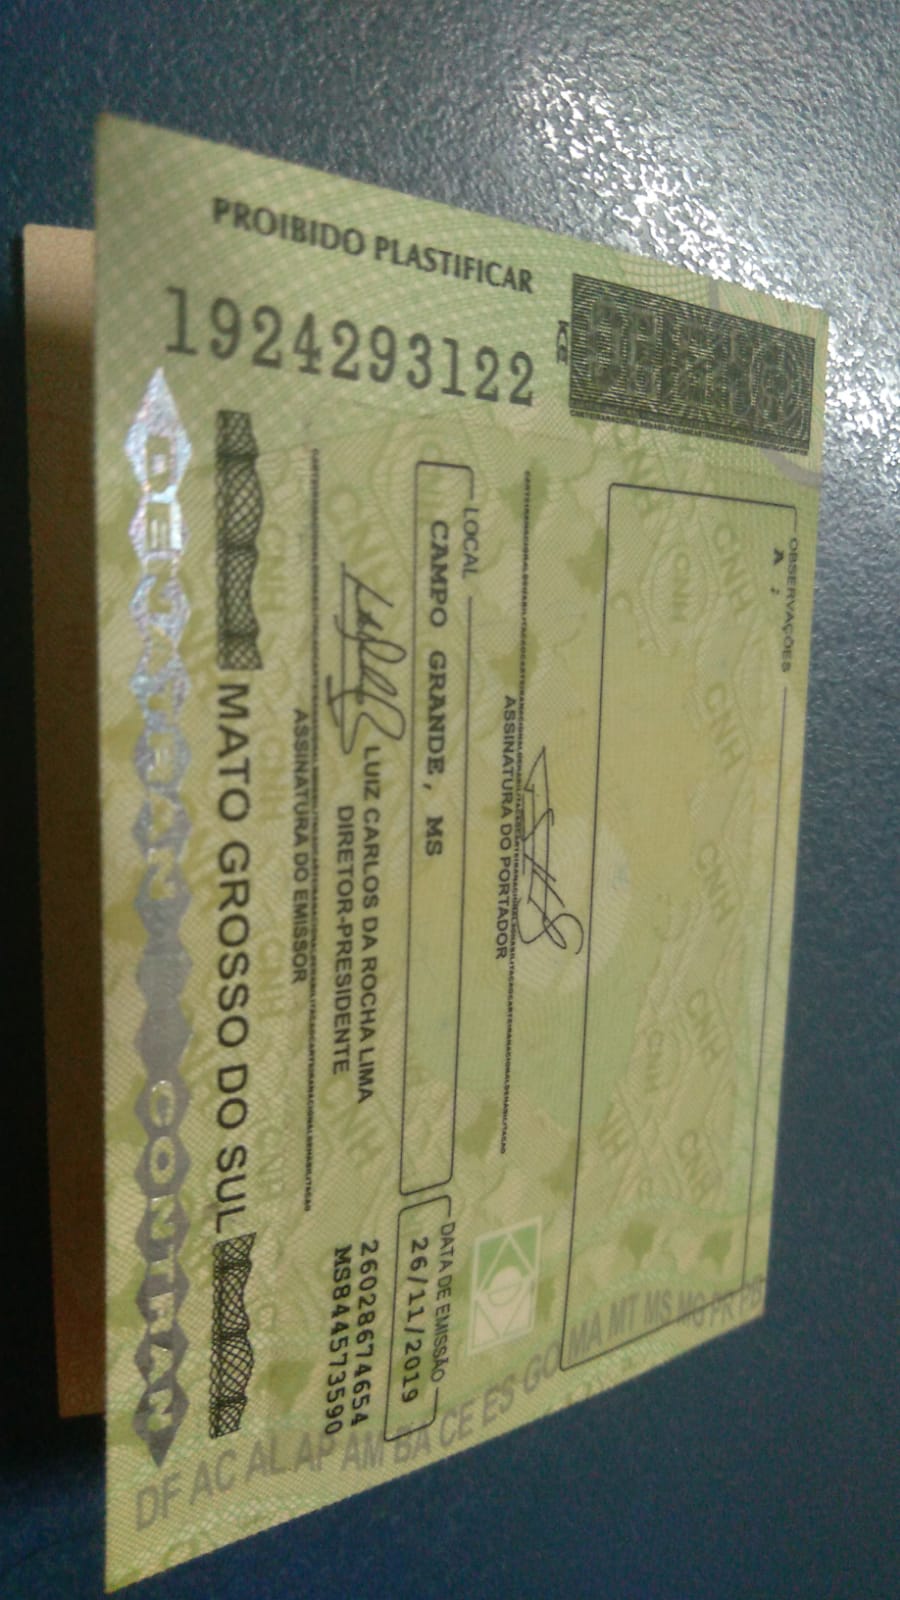 OBSERVAÇÕES
A ;
ASSINATURA DO PORTADOR
LOCAL
CAMPO GRANDE, MS
DATA DE EMISSÃO
26/11/2019
LUIZ CARLOS DA ROCHA LIMA
DIRETOR-PRESIDENTE
ASSINATURA DO EMISSOR
26028674654
MS844573590
MATO GROSSO DO SUL
DENATRAN CONTRAN
PROIBIDO PLASTIFICAR
1924293122
DF AC AL AP AM BA CE ES GO MA MT MS MG PR PB